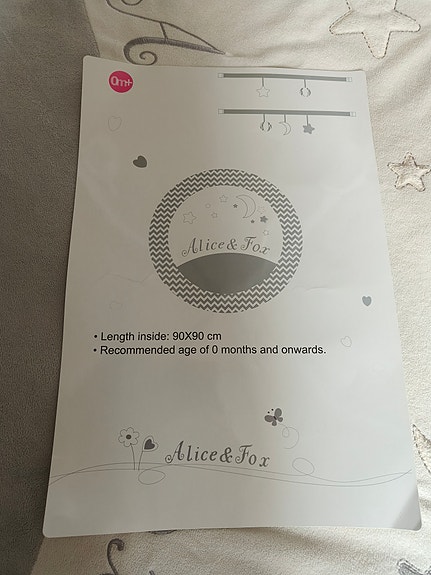 0m+
Alice & Fox
• Length inside: 90X90 cm
• Recommended age of 0 months and onwards.
Alice & Fox